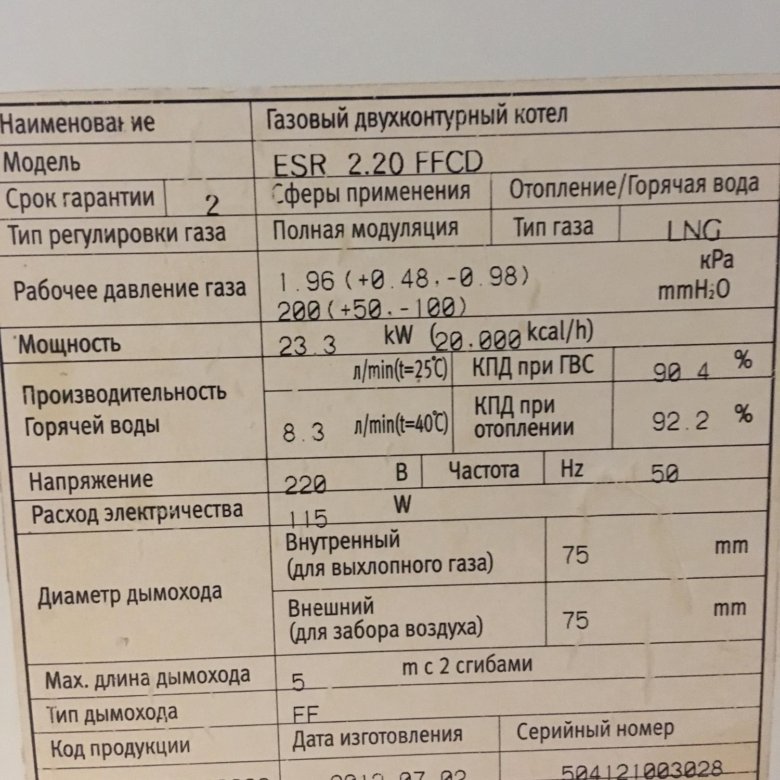 Наименование Газовый двухконтурный котел
Модель ESR 2.20 FFCD
Срок гарантии 2 Сферы применения Отопление/Горячая вода
Тип регулировки газа Полная модуляция Тип газа LNG
Рабочее давление газа 1.96 (+0.48,-0.98) кPa
200(+50.-100) mmH₂O
Мощность 23.3 kW (20.000 kcal/h)
Производительность Горячей воды л/min(t=25℃) КПД при ГВС 90.4 %
8.3 л/min(t=40℃) КПД при отоплении 92.2 %
Напряжение 220 В Частота Hz 50
Расход электричества 115 W
Диаметр дымохода Внутренный (для выхлопного газа) 75 mm
Внешний (для забора воздуха) 75 mm
Мах. длина дымохода 5 m с 2 сгибами
Тип дымохода FF
Код продукции Дата изготовления Серийный номер
504121003028